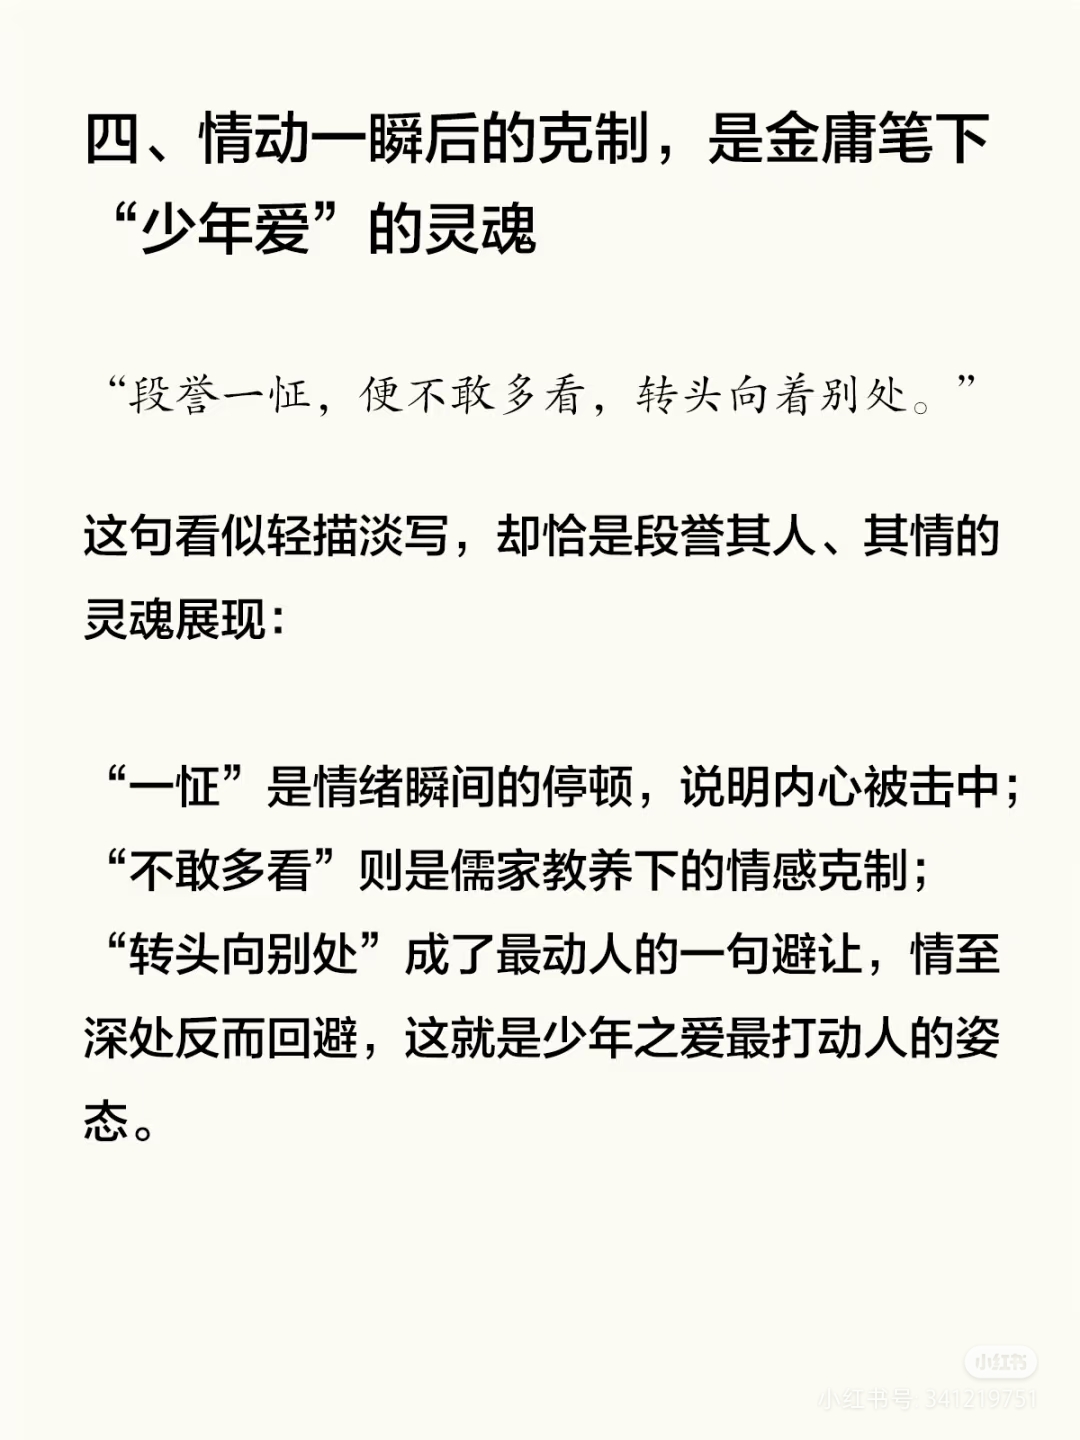 四、情动一瞬后的克制，是金庸笔下
“少年爱”的灵魂
“段誉一怔，便不敢多看，转头向着别处。”
这句看似轻描淡写，却恰是段誉其人、其情的
灵魂展现：
“一怔”是情绪瞬间的停顿，说明内心被击中；
“不敢多看”则是儒家教养下的情感克制；
“转头向别处”成了最动人的一句避让，情至
深处反而回避，这就是少年之爱最打动人的姿
态。
小红书
小红书号: 341219751